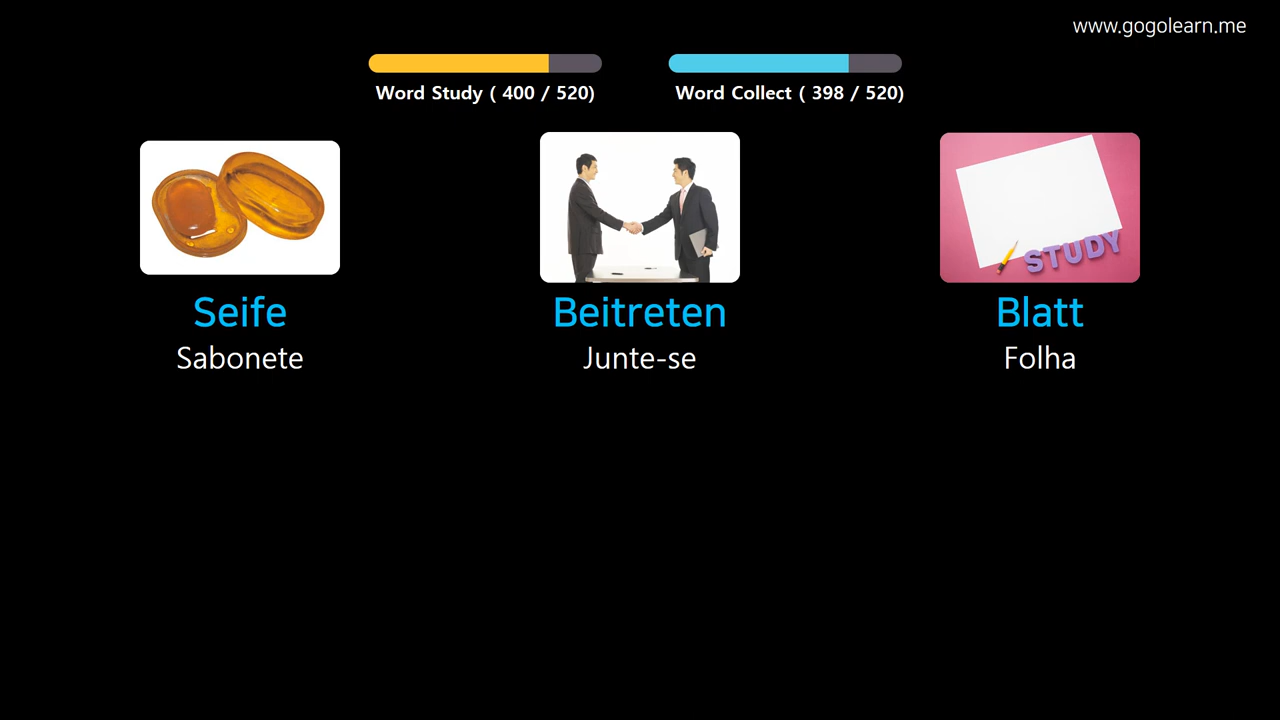 www.gogolearn.me
Word Study ( 400 / 520)
Word Collect ( 398 / 520)
STUDY
Seife
Beitreten
Blatt
Sabonete
Junte-se
Folha